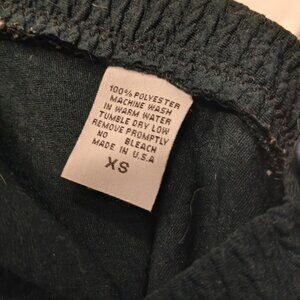 100% POLYESTER
MACHINE WASH
IN WARM WATER
TUMBLE DRY LOW
REMOVE PROMPTLY
NO BLEACH
MADE IN U.S.A
XS